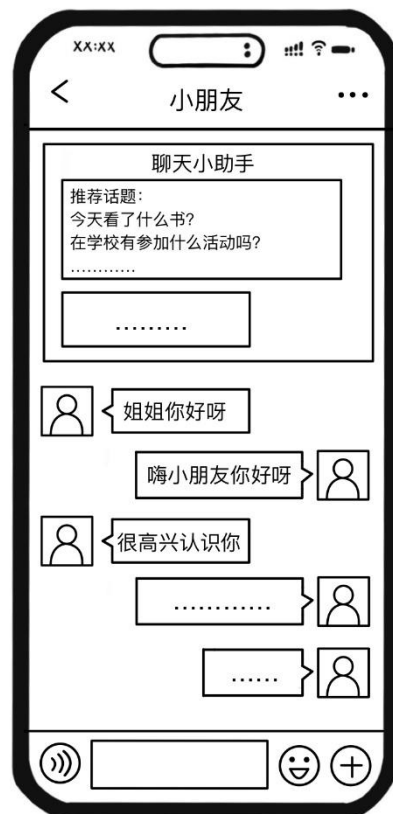 XX:XX
小朋友
聊天小助手
推荐话题：
今天看了什么书？
在学校有参加什么活动吗？
…………
………
姐姐你好呀
嗨小朋友你好呀
很高兴认识你
…………
……